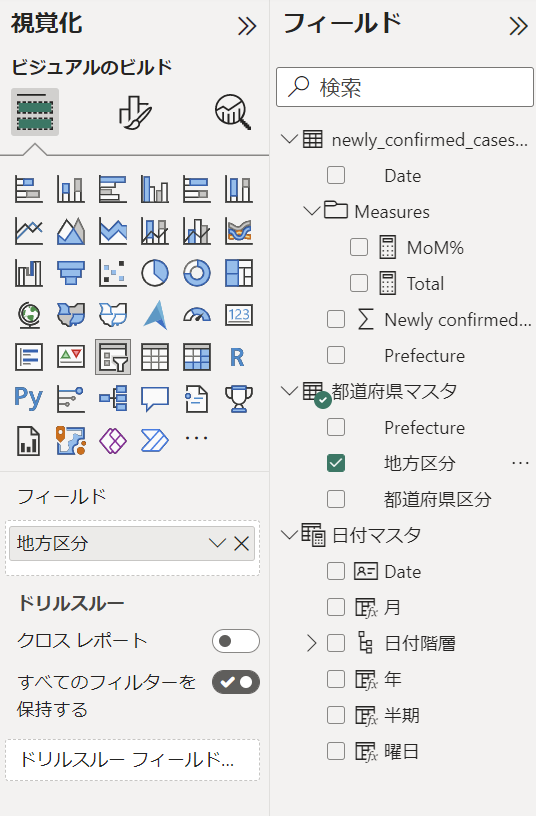 視覚化
ビジュアルのビルド
123
R
Py
...
フィールド
地方区分
ドリルスルー
クロス レポート
すべてのフィルターを
保持する
ドリルスルー フィールド...
フィールド
検索
newly_confirmed_cases...
Date
Measures
MoM%
Total
Newly confirmed...
Prefecture
都道府県マスタ
Prefecture
地方区分
...
都道府県区分
日付マスタ
Date
月
日付階層
年
半期
曜日